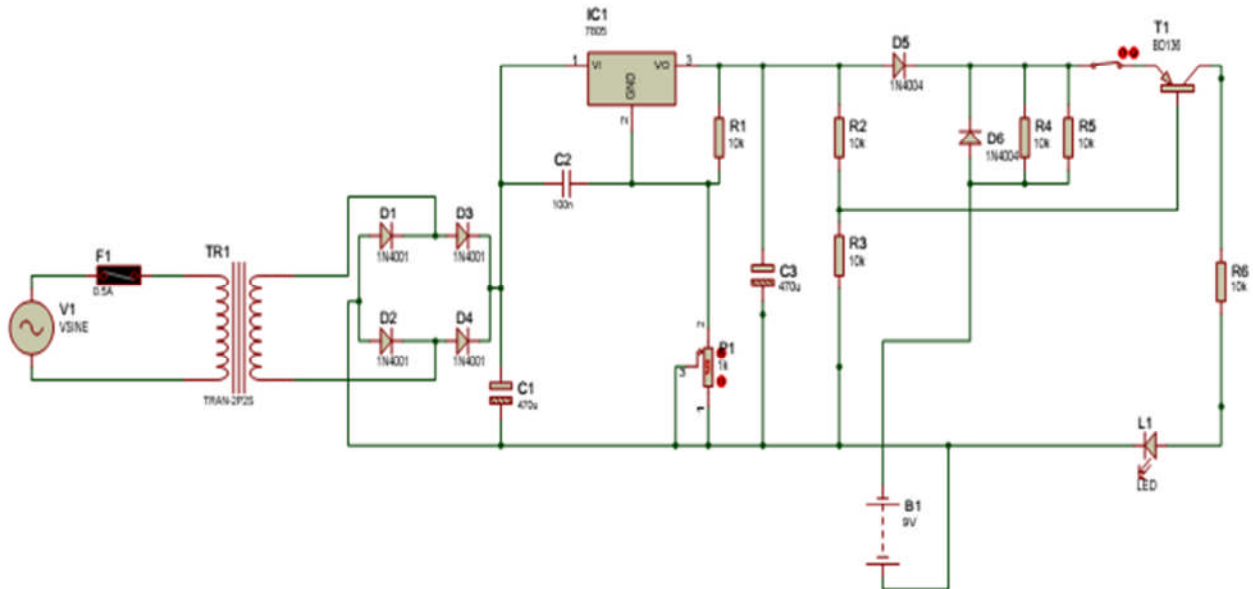 IC1
7805
1
VI
VO
3
GND
2
D5
1N4004
T1
BD136
R1
10k
R2
10k
D6
1N4004
R4
10k
R5
10k
C2
100n
D1
1N4001
D3
1N4001
F1
0.5A
TR1
TRAN-2P2S
V1
VSINE
D2
1N4001
D4
1N4001
C1
470u
R3
10k
C3
470u
R6
10k
2
1k
3
1
L1
LED
B1
9V